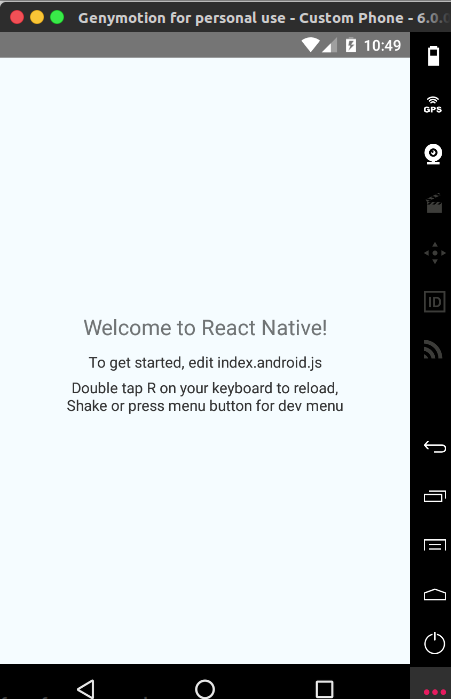 Genymotion for personal use - Custom Phone - 6.0.0
10:49
GPS
ID
Welcome to React Native!
To get started, edit index.android.js
Double tap R on your keyboard to reload,
Shake or press menu button for dev menu